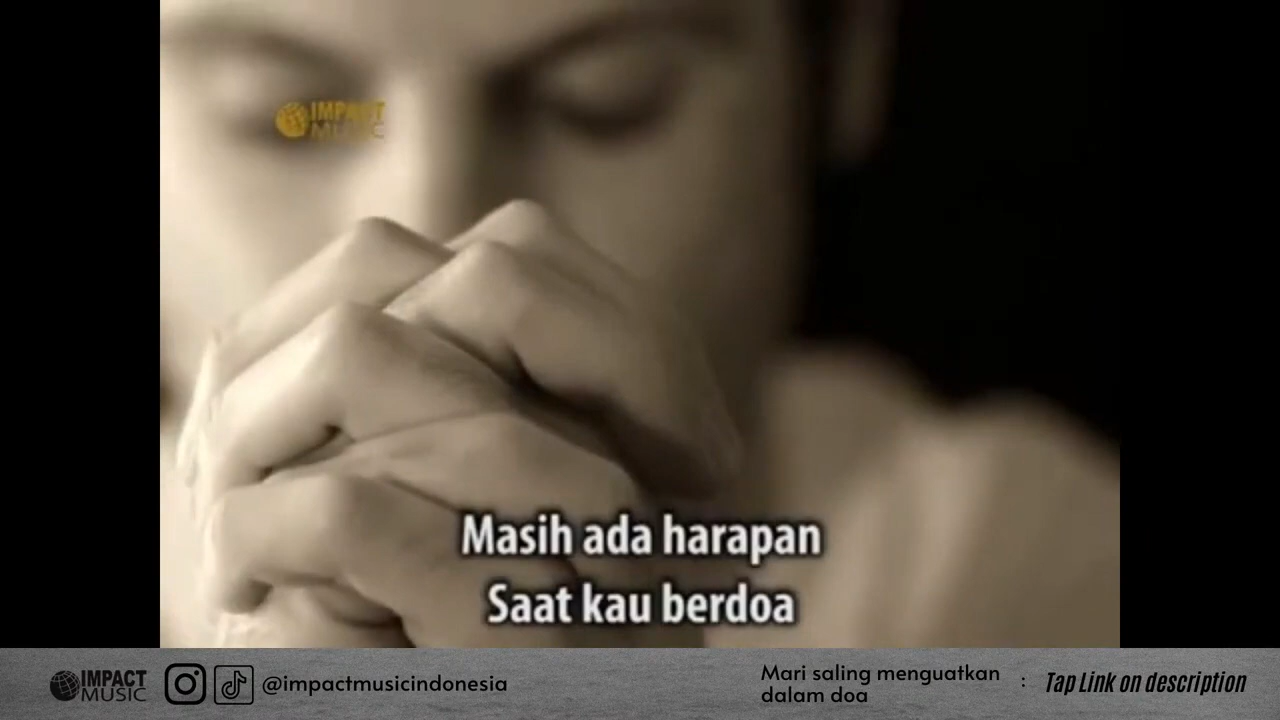 IMPACT
MUSIC
Masih ada harapan
Saat kau berdoa
IMPACT
MUSIC
@impactmusicindonesia
Mari saling menguatkan
dalam doa
:
Tap Link on description